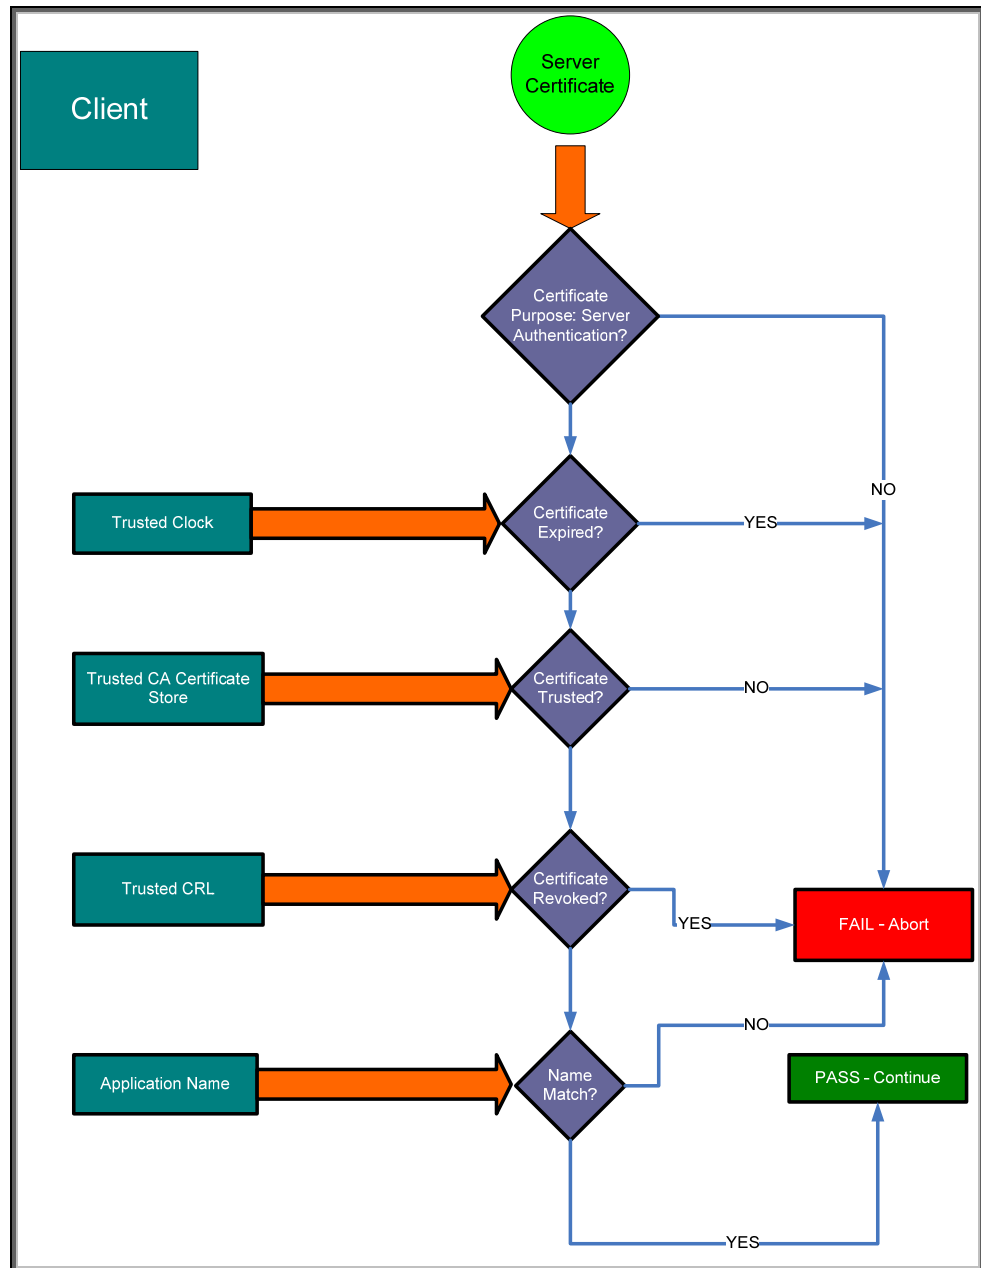 Server
Certificate
Client
Certificate
Purpose: Server
Authentication?
NO
Trusted Clock
Certificate
Expired?
YES
Trusted CA Certificate
Store
Certificate
Trusted?
NO
Trusted CRL
Certificate
Revoked?
YES
FAIL - Abort
NO
Application Name
Name
Match?
PASS - Continue
YES